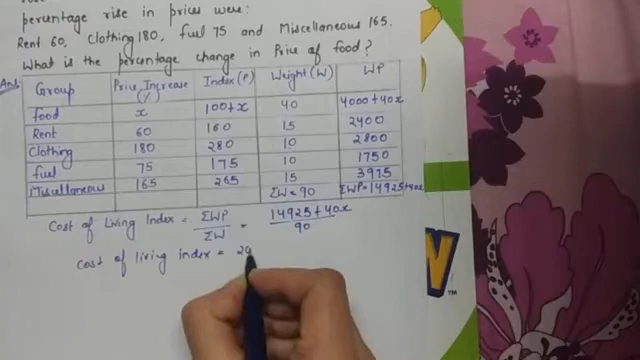 percentage rise in prices were:
Rent 60, Clothing 180, Fuel 75 and Miscellaneous 165.
What is the percentage change in Price of food?
Ans:
Group Price Increase (%) Index (P) Weight (W) WP
food x 100+x 40 4000+40x
Rent 60 160 15 2400
Clothing 180 280 10 2800
fuel 75 175 10 1750
Miscellaneous 165 265 15 3975
ΣW = 90 ΣWP = 14925+40x
Cost of Living Index = ΣWP / ΣW = 14925+40x / 90
Cost of living Index =
TM